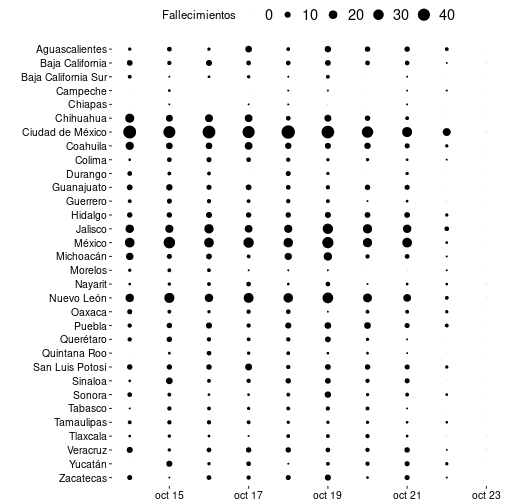 Fallecimientos 0 10 20 30 40
Aguascalientes
Baja California
Baja California Sur
Campeche
Chiapas
Chihuahua
Ciudad de México
Coahuila
Colima
Durango
Guanajuato
Guerrero
Hidalgo
Jalisco
México
Michoacán
Morelos
Nayarit
Nuevo León
Oaxaca
Puebla
Querétaro
Quintana Roo
San Luis Potosí
Sinaloa
Sonora
Tabasco
Tamaulipas
Tlaxcala
Veracruz
Yucatán
Zacatecas
oct 15 oct 17 oct 19 oct 21 oct 23